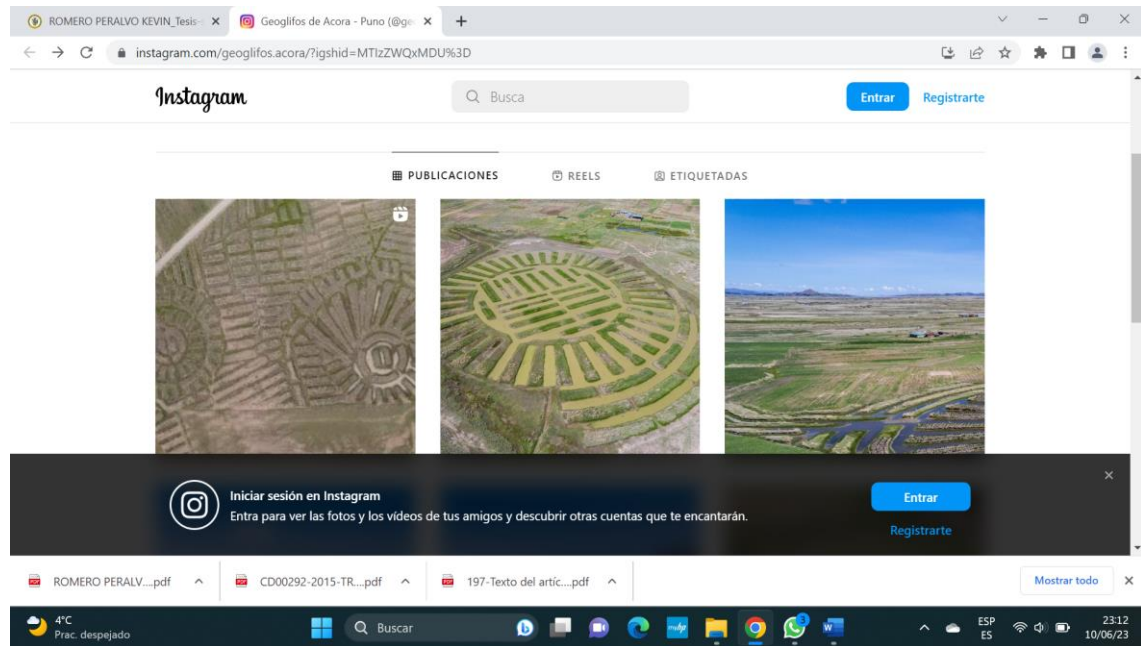 ROMERO PERALVO KEVIN_Tesis-
Geoglifos de Acora - Puno (@ge
instagram.com/geoglifos.acora/?igshid=MTIzZWQxMDU%3D
Instagram
Busca
Entrar
Registrarte
PUBLICACIONES
REELS
ETIQUETADAS
Iniciar sesión en Instagram
Entra para ver las fotos y los vídeos de tus amigos y descubrir otras cuentas que te encantarán.
Entrar
Registrarte
ROMERO PERALV....pdf
CD00292-2015-TR....pdf
197-Texto del artíc....pdf
Mostrar todo
4°C
Prac. despejado
Buscar
3
ESP
ES
23:12
10/06/23